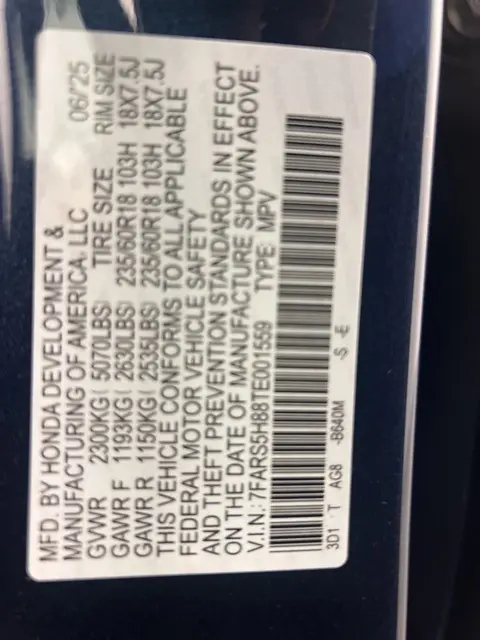 MFD. BY HONDA DEVELOPMENT &
MANUFACTURING OF AMERICA, LLC 06/25
GVWR 2300KG ( 5070LBS) TIRE SIZE RIM SIZE
GAWR F 1193KG ( 2630LBS) 235/60R18 103H 18X7.5J
GAWR R 1150KG ( 2535LBS) 235/60R18 103H 18X7.5J
THIS VEHICLE CONFORMS TO ALL APPLICABLE
FEDERAL MOTOR VEHICLE SAFETY
AND THEFT PREVENTION STANDARDS IN EFFECT
ON THE DATE OF MANUFACTURE SHOWN ABOVE.
V.I.N.: 7FARS5H88TE001559 TYPE: MPV
3D1 T AG8 -B640M -S -E